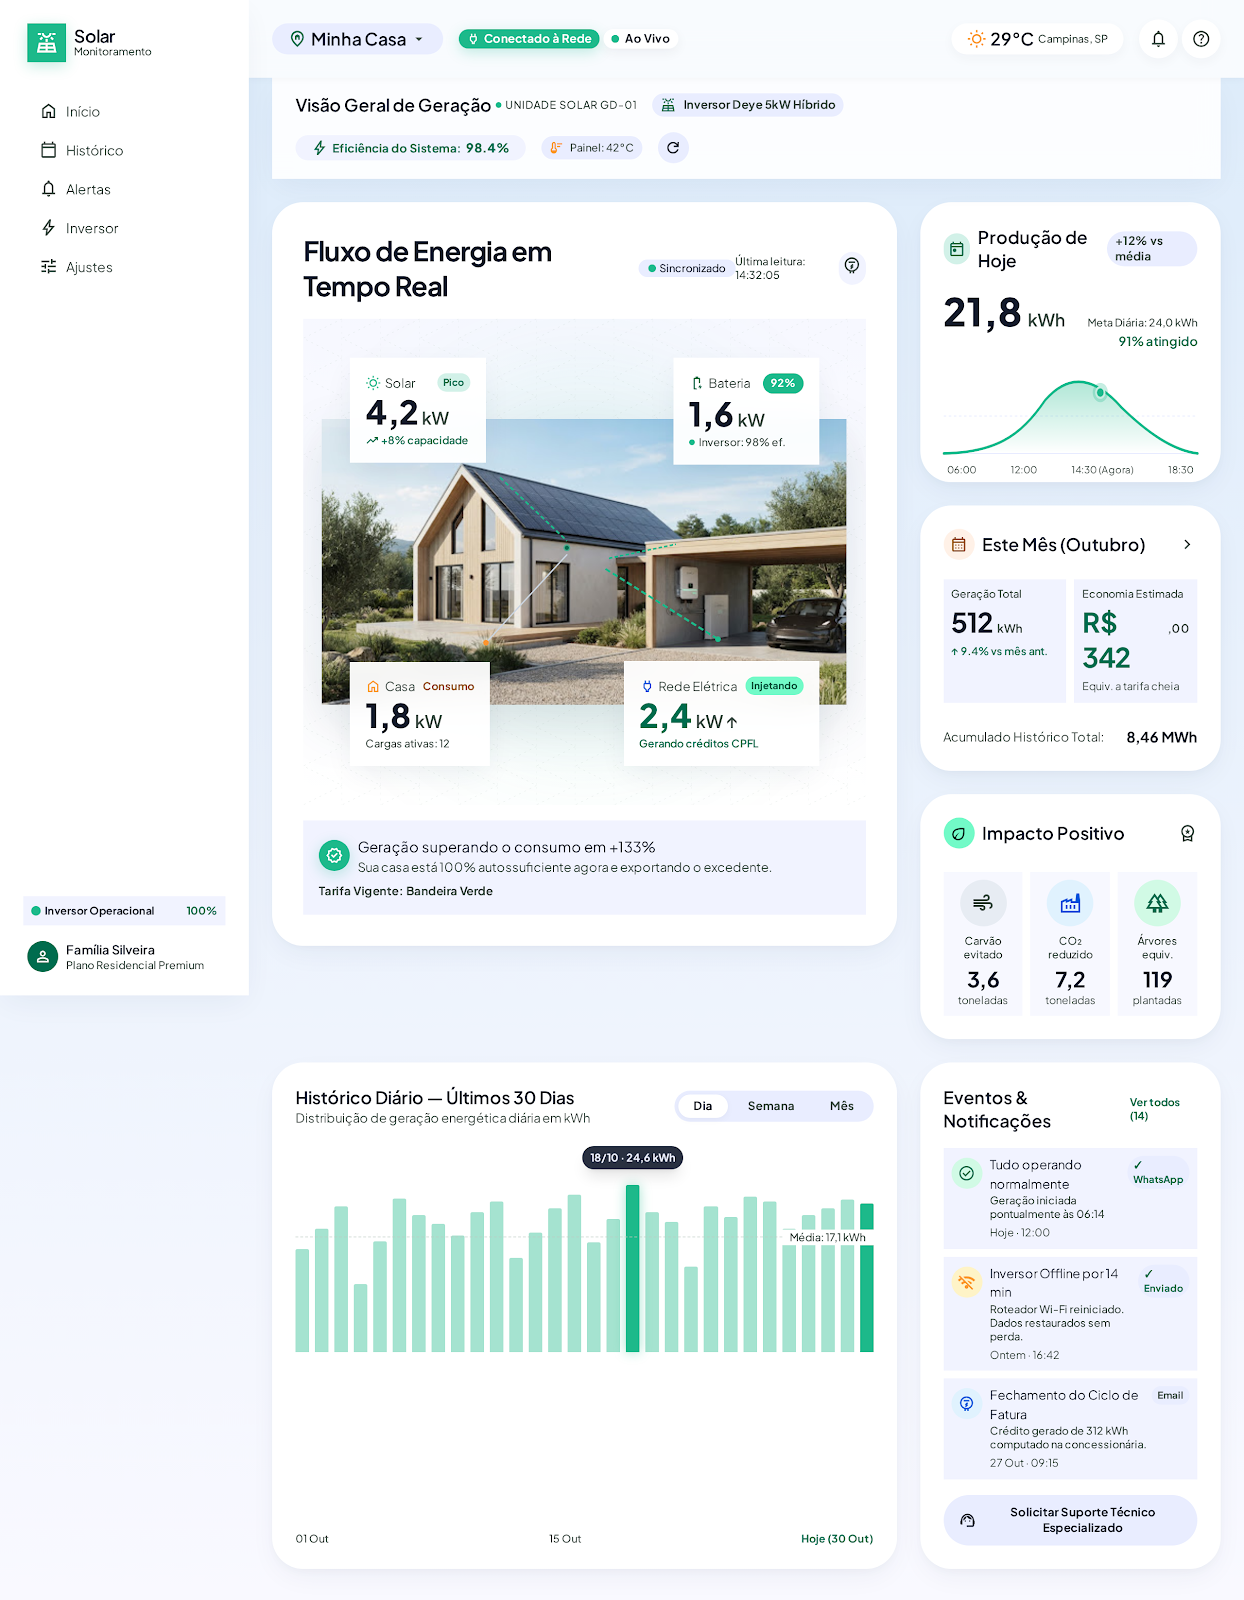 Solar
Monitoramento
Início
Histórico
Alertas
Inversor
Ajustes
Inversor Operacional 100%
Família Silveira
Plano Residencial Premium
Minha Casa
Conectado à Rede
Ao Vivo
29°C Campinas, SP
Visão Geral de Geração
UNIDADE SOLAR GD-01
Inversor Deye 5kW Híbrido
Eficiência do Sistema: 98.4%
Painel: 42°C
Fluxo de Energia em
Tempo Real
Sincronizado
Última leitura:
14:32:05
Solar Pico
4,2 kW
+8% capacidade
Bateria 92%
1,6 kW
Inversor: 98% ef.
Casa Consumo
1,8 kW
Cargas ativas: 12
Rede Elétrica Injetando
2,4 kW ↑
Gerando créditos CPFL
Geração superando o consumo em +133%
Sua casa está 100% autossuficiente agora e exportando o excedente.
Tarifa Vigente: Bandeira Verde
Produção de
Hoje
+12% vs
média
21,8 kWh
Meta Diária: 24,0 kWh
91% atingido
06:00 12:00 14:30 (Agora) 18:30
Este Mês (Outubro)
Geração Total
512 kWh
↑ 9.4% vs mês ant.
Economia Estimada
R$
342
,00
Equiv. a tarifa cheia
Acumulado Histórico Total: 8,46 MWh
Impacto Positivo
Carvão
evitado
3,6
toneladas
CO₂
reduzido
7,2
toneladas
Árvores
equiv.
119
plantadas
Histórico Diário — Últimos 30 Dias
Distribuição de geração energética diária em kWh
Dia Semana Mês
18/10 · 24,6 kWh
Média: 17,1 kWh
01 Out 15 Out Hoje (30 Out)
Eventos &
Notificações
Ver todos
(14)
Tudo operando
normalmente
✓
WhatsApp
Geração iniciada
pontualmente às 06:14
Hoje · 12:00
Inversor Offline por 14
min
✓
Enviado
Roteador Wi-Fi reiniciado.
Dados restaurados sem
perda.
Ontem · 16:42
Fechamento do Ciclo de
Fatura
Email
Crédito gerado de 312 kWh
computado na concessionária.
27 Out · 09:15
Solicitar Suporte Técnico
Especializado